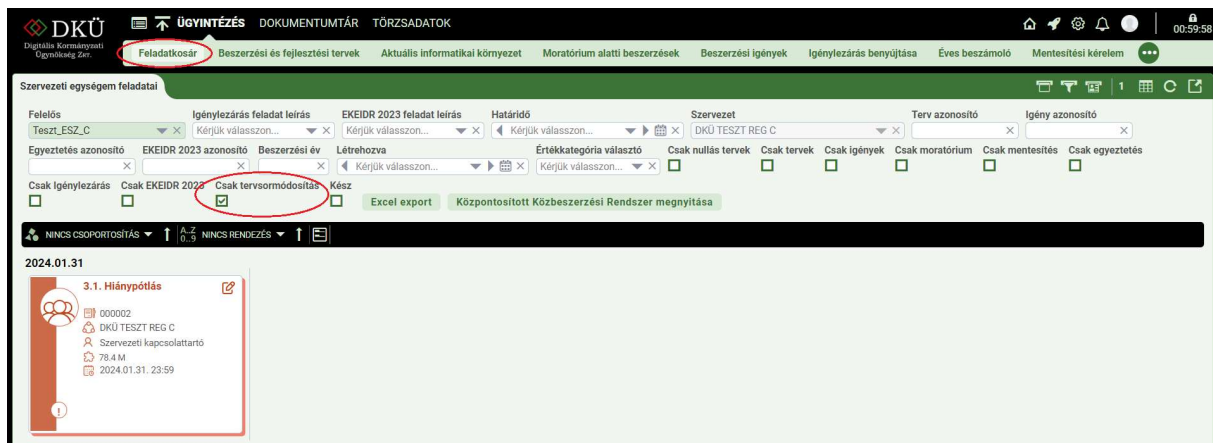 DKÜ
Digitális Kormányzati
Ügynökség ZRT.
ÜGYINTÉZÉS DOKUMENTUMTÁR TÖRZSADATOK
00:59:58
Feladatkosár Beszerzési és fejlesztési tervek Aktuális informatikai környezet Moratórium alatti beszerzések Beszerzési igények Igénylezárás benyújtása Éves beszámoló Mentesítési kérelem
Szervezeti egységem feladatai
1
Felelős Igénylezárás feladat leírás EKEIDR 2023 feladat leírás Határidő Szervezet Terv azonosító Igény azonosító
Teszt_ESZ_C Kérjük válasszon... Kérjük válasszon... Kérjük válasszon... DKÜ TESZT REG C
Egyeztetés azonosító EKEIDR 2023 azonosító Beszerzési év Létrehozva Értékkategória választó Csak nullás tervek Csak tervek Csak igények Csak moratórium Csak mentesítés Csak egyeztetés
Kérjük válasszon... Kérjük válasszon...
Csak Igénylezárás Csak EKEIDR 2023 Csak tervsormódosítás Kész
Excel export Központosított Közbeszerzési Rendszer megnyitása
NINCS CSOPORTOSÍTÁS A..Z 0..9 NINCS RENDEZÉS
2024.01.31
3.1. Hiánypótlás
000002
DKÜ TESZT REG C
Szervezeti kapcsolattartó
78.4 M
2024.01.31. 23:59